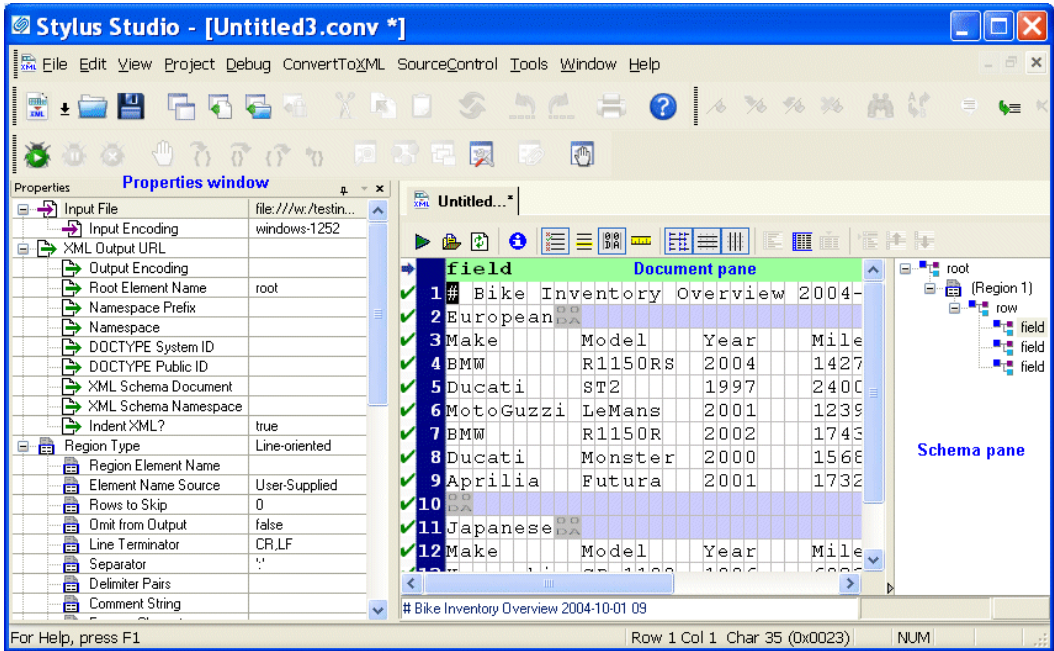 Stylus Studio - [Untitled3.conv *]
File Edit View Project Debug ConvertToXML SourceControl Tools Window Help
Properties
Properties window
Input File file:///w:/testin...
Input Encoding windows-1252
XML Output URL
Output Encoding
Root Element Name root
Namespace Prefix
Namespace
DOCTYPE System ID
DOCTYPE Public ID
XML Schema Document
XML Schema Namespace
Indent XML? true
Region Type Line-oriented
Region Element Name
Element Name Source User-Supplied
Rows to Skip 0
Omit from Output false
Line Terminator CR,LF
Separator ':'
Delimiter Pairs
Comment String
Untitled...*
field Document pane
1 # Bike Inventory Overview 2004-
2 European
3 Make Model Year Mile
4 BMW R1150RS 2004 1427
5 Ducati ST2 1997 2400
6 MotoGuzzi LeMans 2001 1239
7 BMW R1150R 2002 1743
8 Ducati Monster 2000 1568
9 Aprilia Futura 2001 1732
10
11 Japanese
12 Make Model Year Mile
# Bike Inventory Overview 2004-10-01 09
root
(Region 1)
row
field
field
field
Schema pane
For Help, press F1 Row 1 Col 1 Char 35 (0x0023) NUM